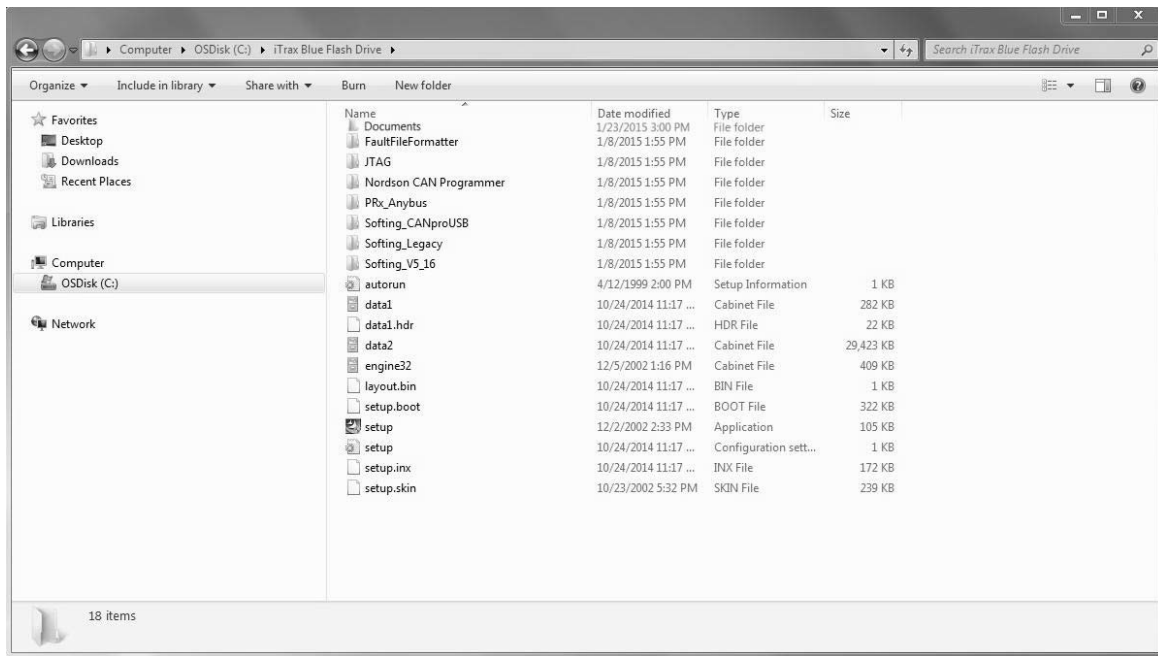 Computer ▸ OSDisk (C:) ▸ iTrax Blue Flash Drive ▸ Search iTrax Blue Flash Drive
Organize Include in library Share with Burn New folder
Favorites
Desktop
Downloads
Recent Places
Libraries
Computer
OSDisk (C:)
Network
Name Date modified Type Size
Documents 1/23/2015 3:00 PM File folder
FaultFileFormatter 1/8/2015 1:55 PM File folder
JTAG 1/8/2015 1:55 PM File folder
Nordson CAN Programmer 1/8/2015 1:55 PM File folder
PRx_Anybus 1/8/2015 1:55 PM File folder
Softing_CANproUSB 1/8/2015 1:55 PM File folder
Softing_Legacy 1/8/2015 1:55 PM File folder
Softing_V5_16 1/8/2015 1:55 PM File folder
autorun 4/12/1999 2:00 PM Setup Information 1 KB
data1 10/24/2014 11:17 ... Cabinet File 282 KB
data1.hdr 10/24/2014 11:17 ... HDR File 22 KB
data2 10/24/2014 11:17 ... Cabinet File 29,423 KB
engine32 12/5/2002 1:16 PM Cabinet File 409 KB
layout.bin 10/24/2014 11:17 ... BIN File 1 KB
setup.boot 10/24/2014 11:17 ... BOOT File 322 KB
setup 12/2/2002 2:33 PM Application 105 KB
setup 10/24/2014 11:17 ... Configuration sett... 1 KB
setup.inx 10/24/2014 11:17 ... INX File 172 KB
setup.skin 10/23/2002 5:32 PM SKIN File 239 KB
18 items